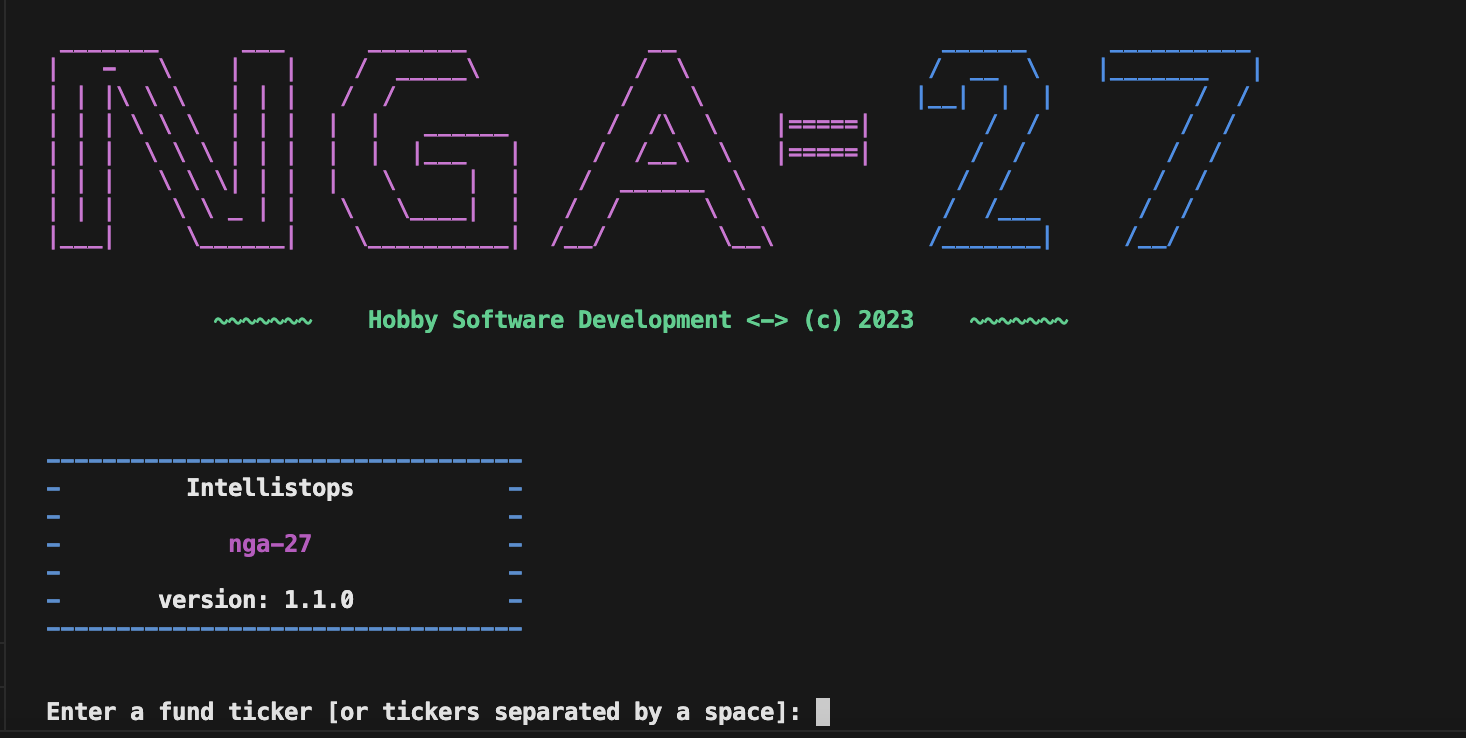 NGA-27
~~~~~~~ Hobby Software Development <-> (c) 2023 ~~~~~~~
Intellistops
nga-27
version: 1.1.0
Enter a fund ticker [or tickers separated by a space]: